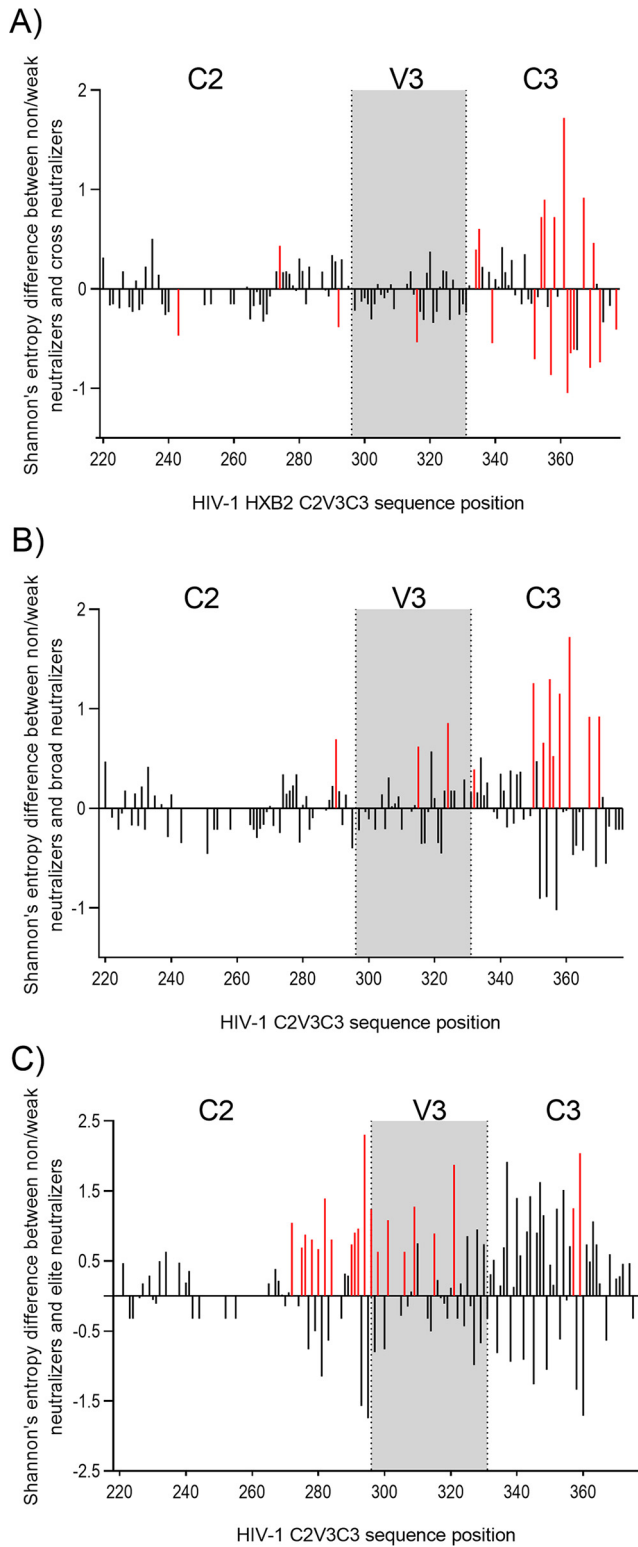 A)
C2 V3 C3
Shannon's entropy difference between non/weak
neutralizers and cross neutralizers
2
1
0
-1
220 240 260 280 300 320 340 360
HIV-1 HXB2 C2V3C3 sequence position
B)
C2 V3 C3
Shannon's entropy difference between non/weak
neutralizers and broad neutralizers
2
1
0
-1
220 240 260 280 300 320 340 360
HIV-1 C2V3C3 sequence position
C)
C2 V3 C3
Shannon's entropy difference between non/weak
neutralizers and elite neutralizers
2.5
1.5
0.5
-0.5
-1.5
-2.5
220 240 260 280 300 320 340 360
HIV-1 C2V3C3 sequence position